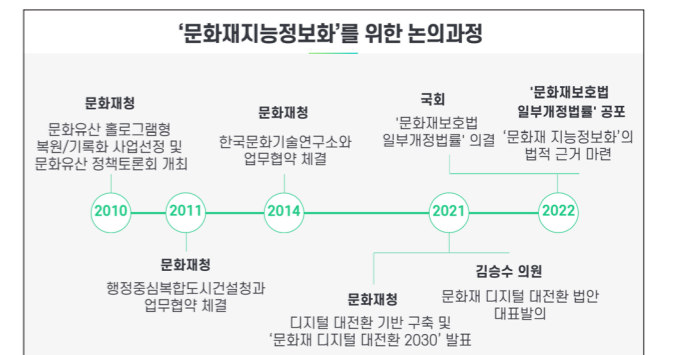 '문화재지능정보화'를 위한 논의과정
문화재청
문화유산 홀로그램형
복원/기록화 사업선정 및
문화유산 정책토론회 개최
문화재청
한국문화기술연구소와
업무협약 체결
국회
'문화재보호법
일부개정법률' 의결
'문화재보호법
일부개정법률' 공포
'문화재 지능정보화'의
법적 근거 마련
2010
2011
2014
2021
2022
문화재청
행정중심복합도시건설청과
업무협약 체결
문화재청
디지털 대전환 기반 구축 및
'문화재 디지털 대전환 2030' 발표
김승수 의원
문화재 디지털 대전환 법안
대표발의